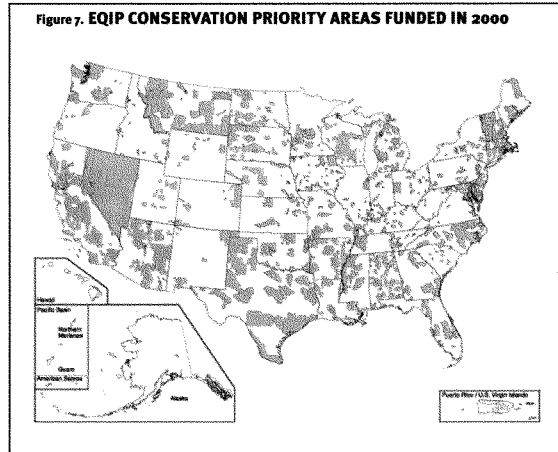 Figure 7. EQIP CONSERVATION PRIORITY AREAS FUNDED IN 2000
Hawaii
Pacific Basin
Northern
Marianas
Guam
American Samoa
Alaska
Puerto Rico / U.S. Virgin Islands